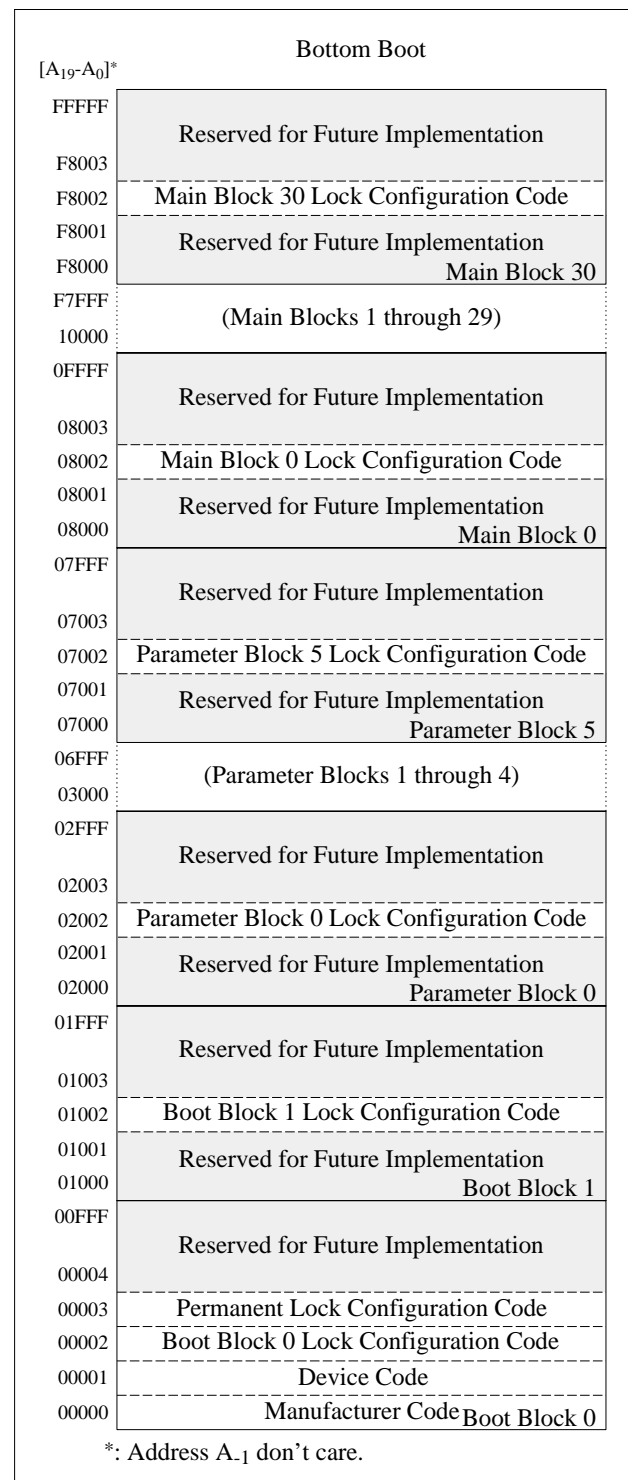 Bottom Boot
[A19-A0]*
FFFFF
Reserved for Future Implementation
F8003
F8002 Main Block 30 Lock Configuration Code
F8001
Reserved for Future Implementation
F8000 Main Block 30
F7FFF
(Main Blocks 1 through 29)
10000
0FFFF
Reserved for Future Implementation
08003
08002 Main Block 0 Lock Configuration Code
08001
Reserved for Future Implementation
08000 Main Block 0
07FFF
Reserved for Future Implementation
07003
07002 Parameter Block 5 Lock Configuration Code
07001
Reserved for Future Implementation
07000 Parameter Block 5
06FFF
(Parameter Blocks 1 through 4)
03000
02FFF
Reserved for Future Implementation
02003
02002 Parameter Block 0 Lock Configuration Code
02001
Reserved for Future Implementation
02000 Parameter Block 0
01FFF
Reserved for Future Implementation
01003
01002 Boot Block 1 Lock Configuration Code
01001
Reserved for Future Implementation
01000 Boot Block 1
00FFF
Reserved for Future Implementation
00004
00003 Permanent Lock Configuration Code
00002 Boot Block 0 Lock Configuration Code
00001 Device Code
00000 Manufacturer Code Boot Block 0
*: Address A-1 don't care.